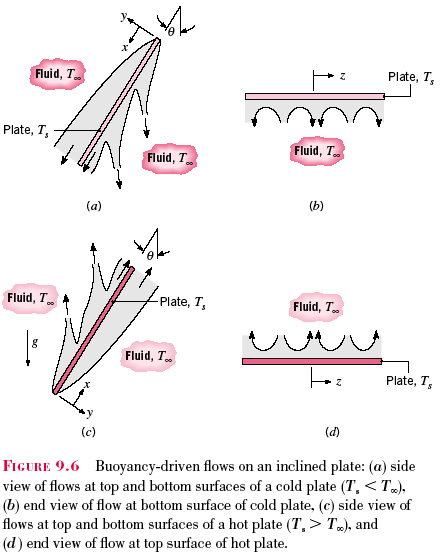 y
θ
x
Fluid, T∞
Plate, Ts
Fluid, T∞
(a)
z
Plate, Ts
Fluid, T∞
(b)
θ
Fluid, T∞
Plate, Ts
g
Fluid, T∞
x
y
(c)
Fluid, T∞
z
Plate, Ts
(d)
FIGURE 9.6 Buoyancy-driven flows on an inclined plate: (a) side
view of flows at top and bottom surfaces of a cold plate (Ts < T∞),
(b) end view of flow at bottom surface of cold plate, (c) side view of
flows at top and bottom surfaces of a hot plate (Ts > T∞), and
(d) end view of flow at top surface of hot plate.